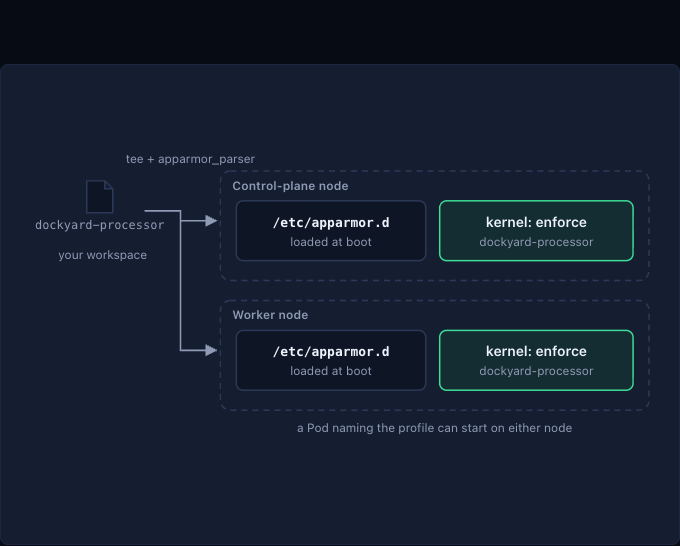 tee + apparmor_parser
dockyard-processor
your workspace
Control-plane node
/etc/apparmor.d
loaded at boot
kernel: enforce
dockyard-processor
Worker node
/etc/apparmor.d
loaded at boot
kernel: enforce
dockyard-processor
a Pod naming the profile can start on either node